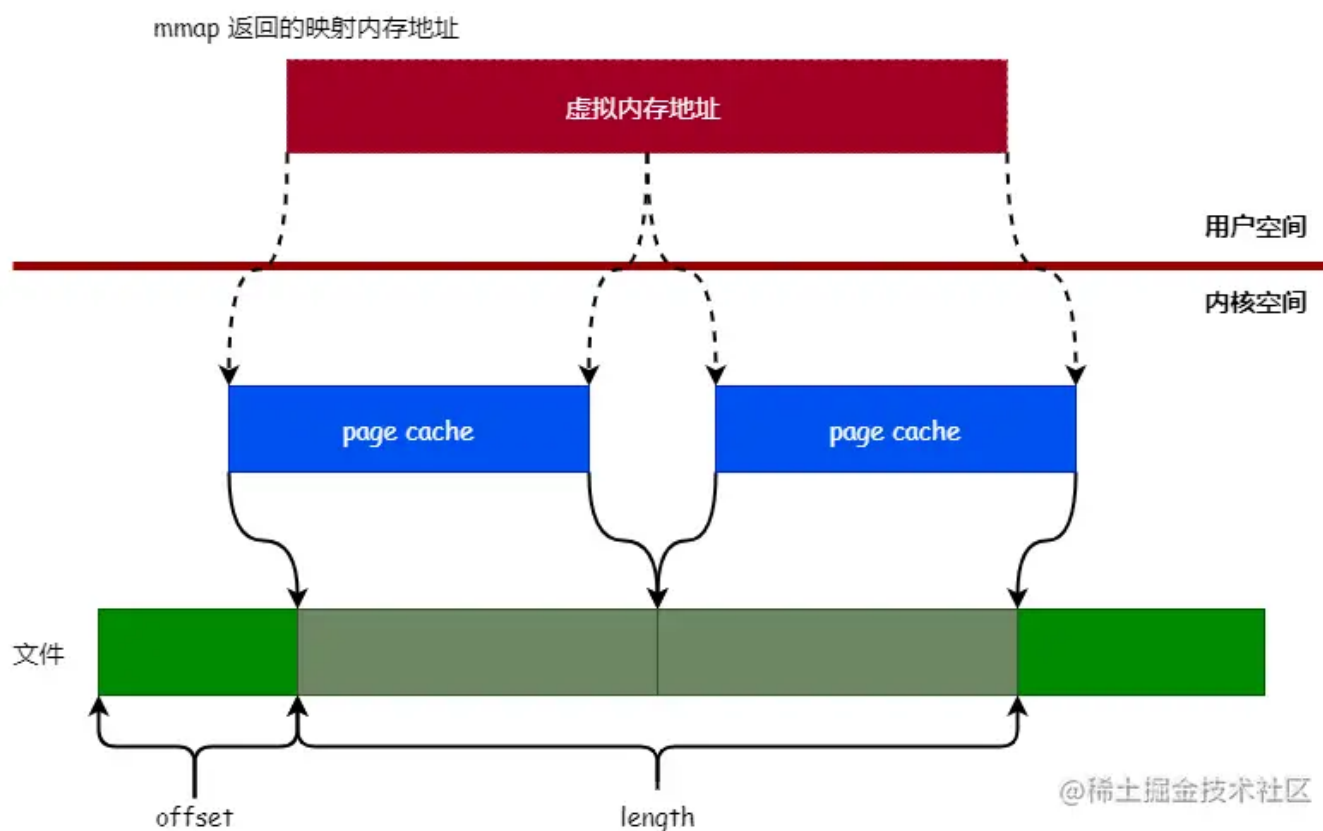 mmap 返回的映射内存地址
虚拟内存地址
用户空间
内核空间
page cache
page cache
文件
offset
length
@稀土掘金技术社区